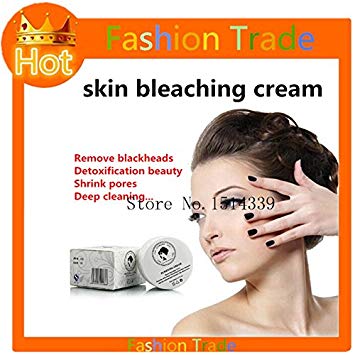 Hot
Fashion Trade
skin bleaching cream
Remove blackheads
Detoxification beauty
Shrink pores
Deep cleaning...
Store No.1514339
Fashion Trade